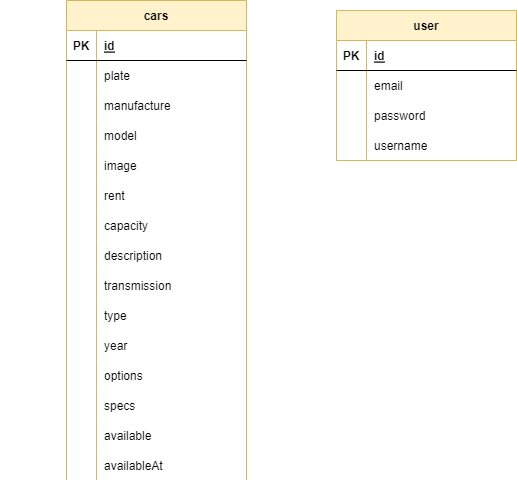 cars
PK id
plate
manufacture
model
image
rent
capacity
description
transmission
type
year
options
specs
available
availableAt
user
PK id
email
password
username